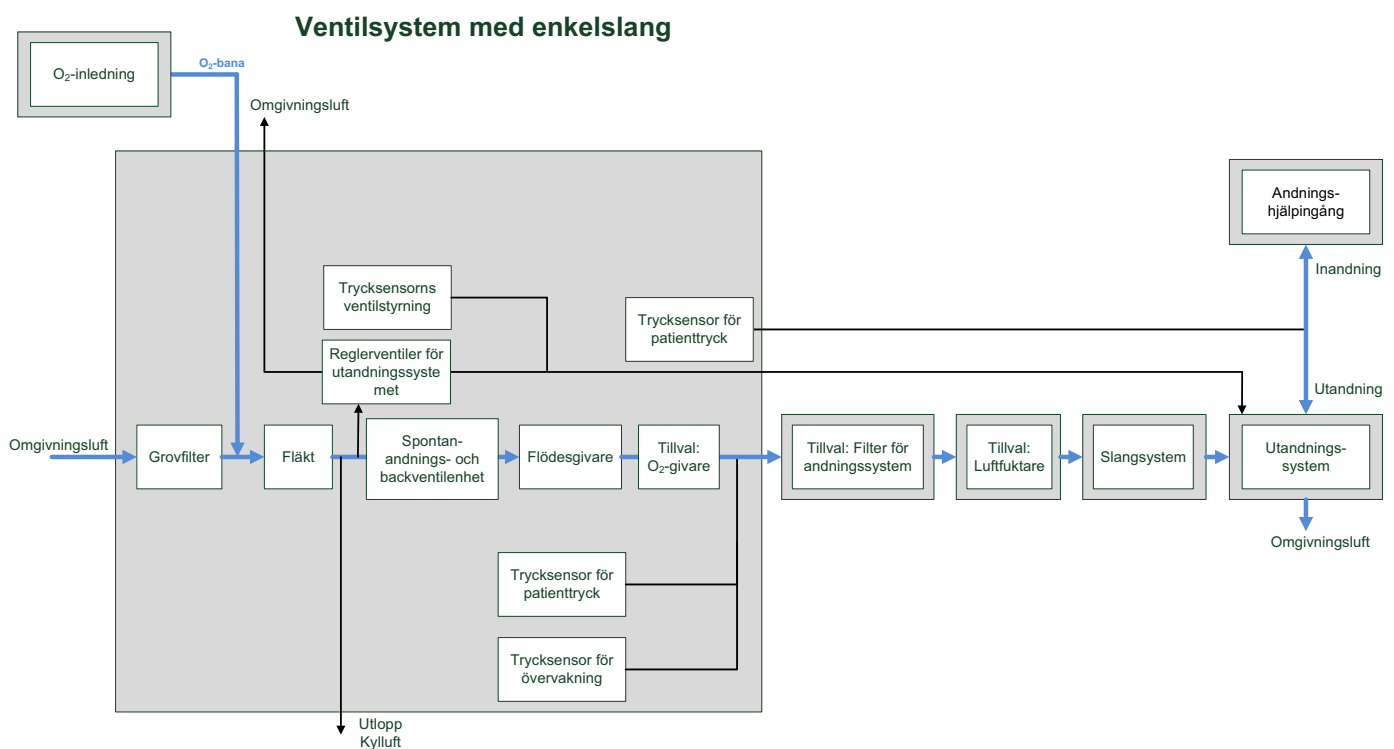 Ventilsystem med enkelslang
O₂-inledning
O₂-bana
Omgivningsluft
Andnings-
hjälpingång
Inandning
Trycksensorns
ventilstyrning
Trycksensor för
patienttryck
Reglerventiler för
utandningssyste
met
Utandning
Omgivningsluft
Grovfilter
Fläkt
Spontan-
andnings- och
backventilenhet
Flödesgivare
Tillval:
O₂-givare
Tillval: Filter för
andningssystem
Tillval:
Luftfuktare
Slangsystem
Utandnings-
system
Omgivningsluft
Trycksensor för
patienttryck
Trycksensor för
övervakning
Utlopp
Kylluft